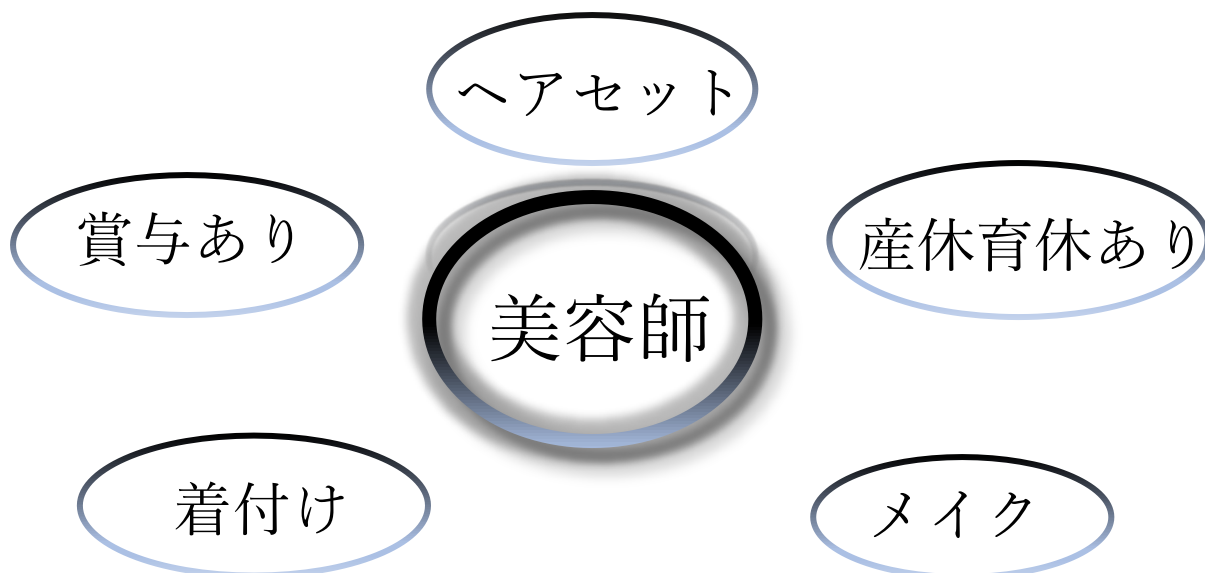 ヘアセット
賞与あり
産休育休あり
美容師
着付け
メイク